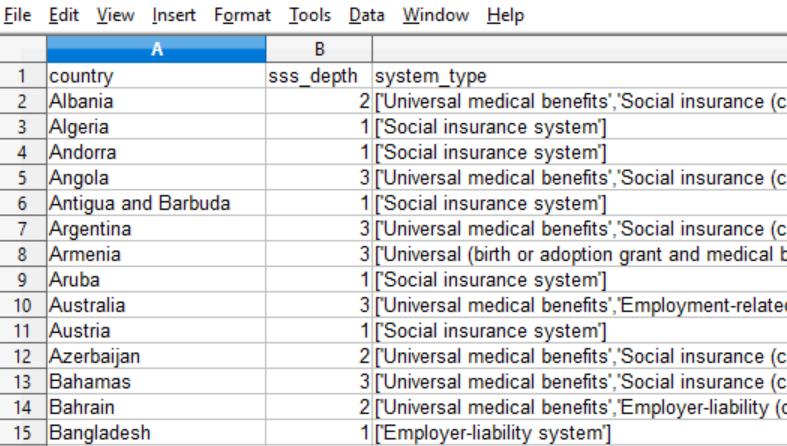 File Edit View Insert Format Tools Data Window Help
A B
1 country sss_depth system_type
2 Albania 2 ['Universal medical benefits','Social insurance (c
3 Algeria 1 ['Social insurance system']
4 Andorra 1 ['Social insurance system']
5 Angola 3 ['Universal medical benefits','Social insurance (c
6 Antigua and Barbuda 1 ['Social insurance system']
7 Argentina 3 ['Universal medical benefits','Social insurance (c
8 Armenia 3 ['Universal (birth or adoption grant and medical b
9 Aruba 1 ['Social insurance system']
10 Australia 3 ['Universal medical benefits','Employment-related
11 Austria 1 ['Social insurance system']
12 Azerbaijan 2 ['Universal medical benefits','Social insurance (c
13 Bahamas 3 ['Universal medical benefits','Social insurance (c
14 Bahrain 2 ['Universal medical benefits','Employer-liability (c
15 Bangladesh 1 ['Employer-liability system']